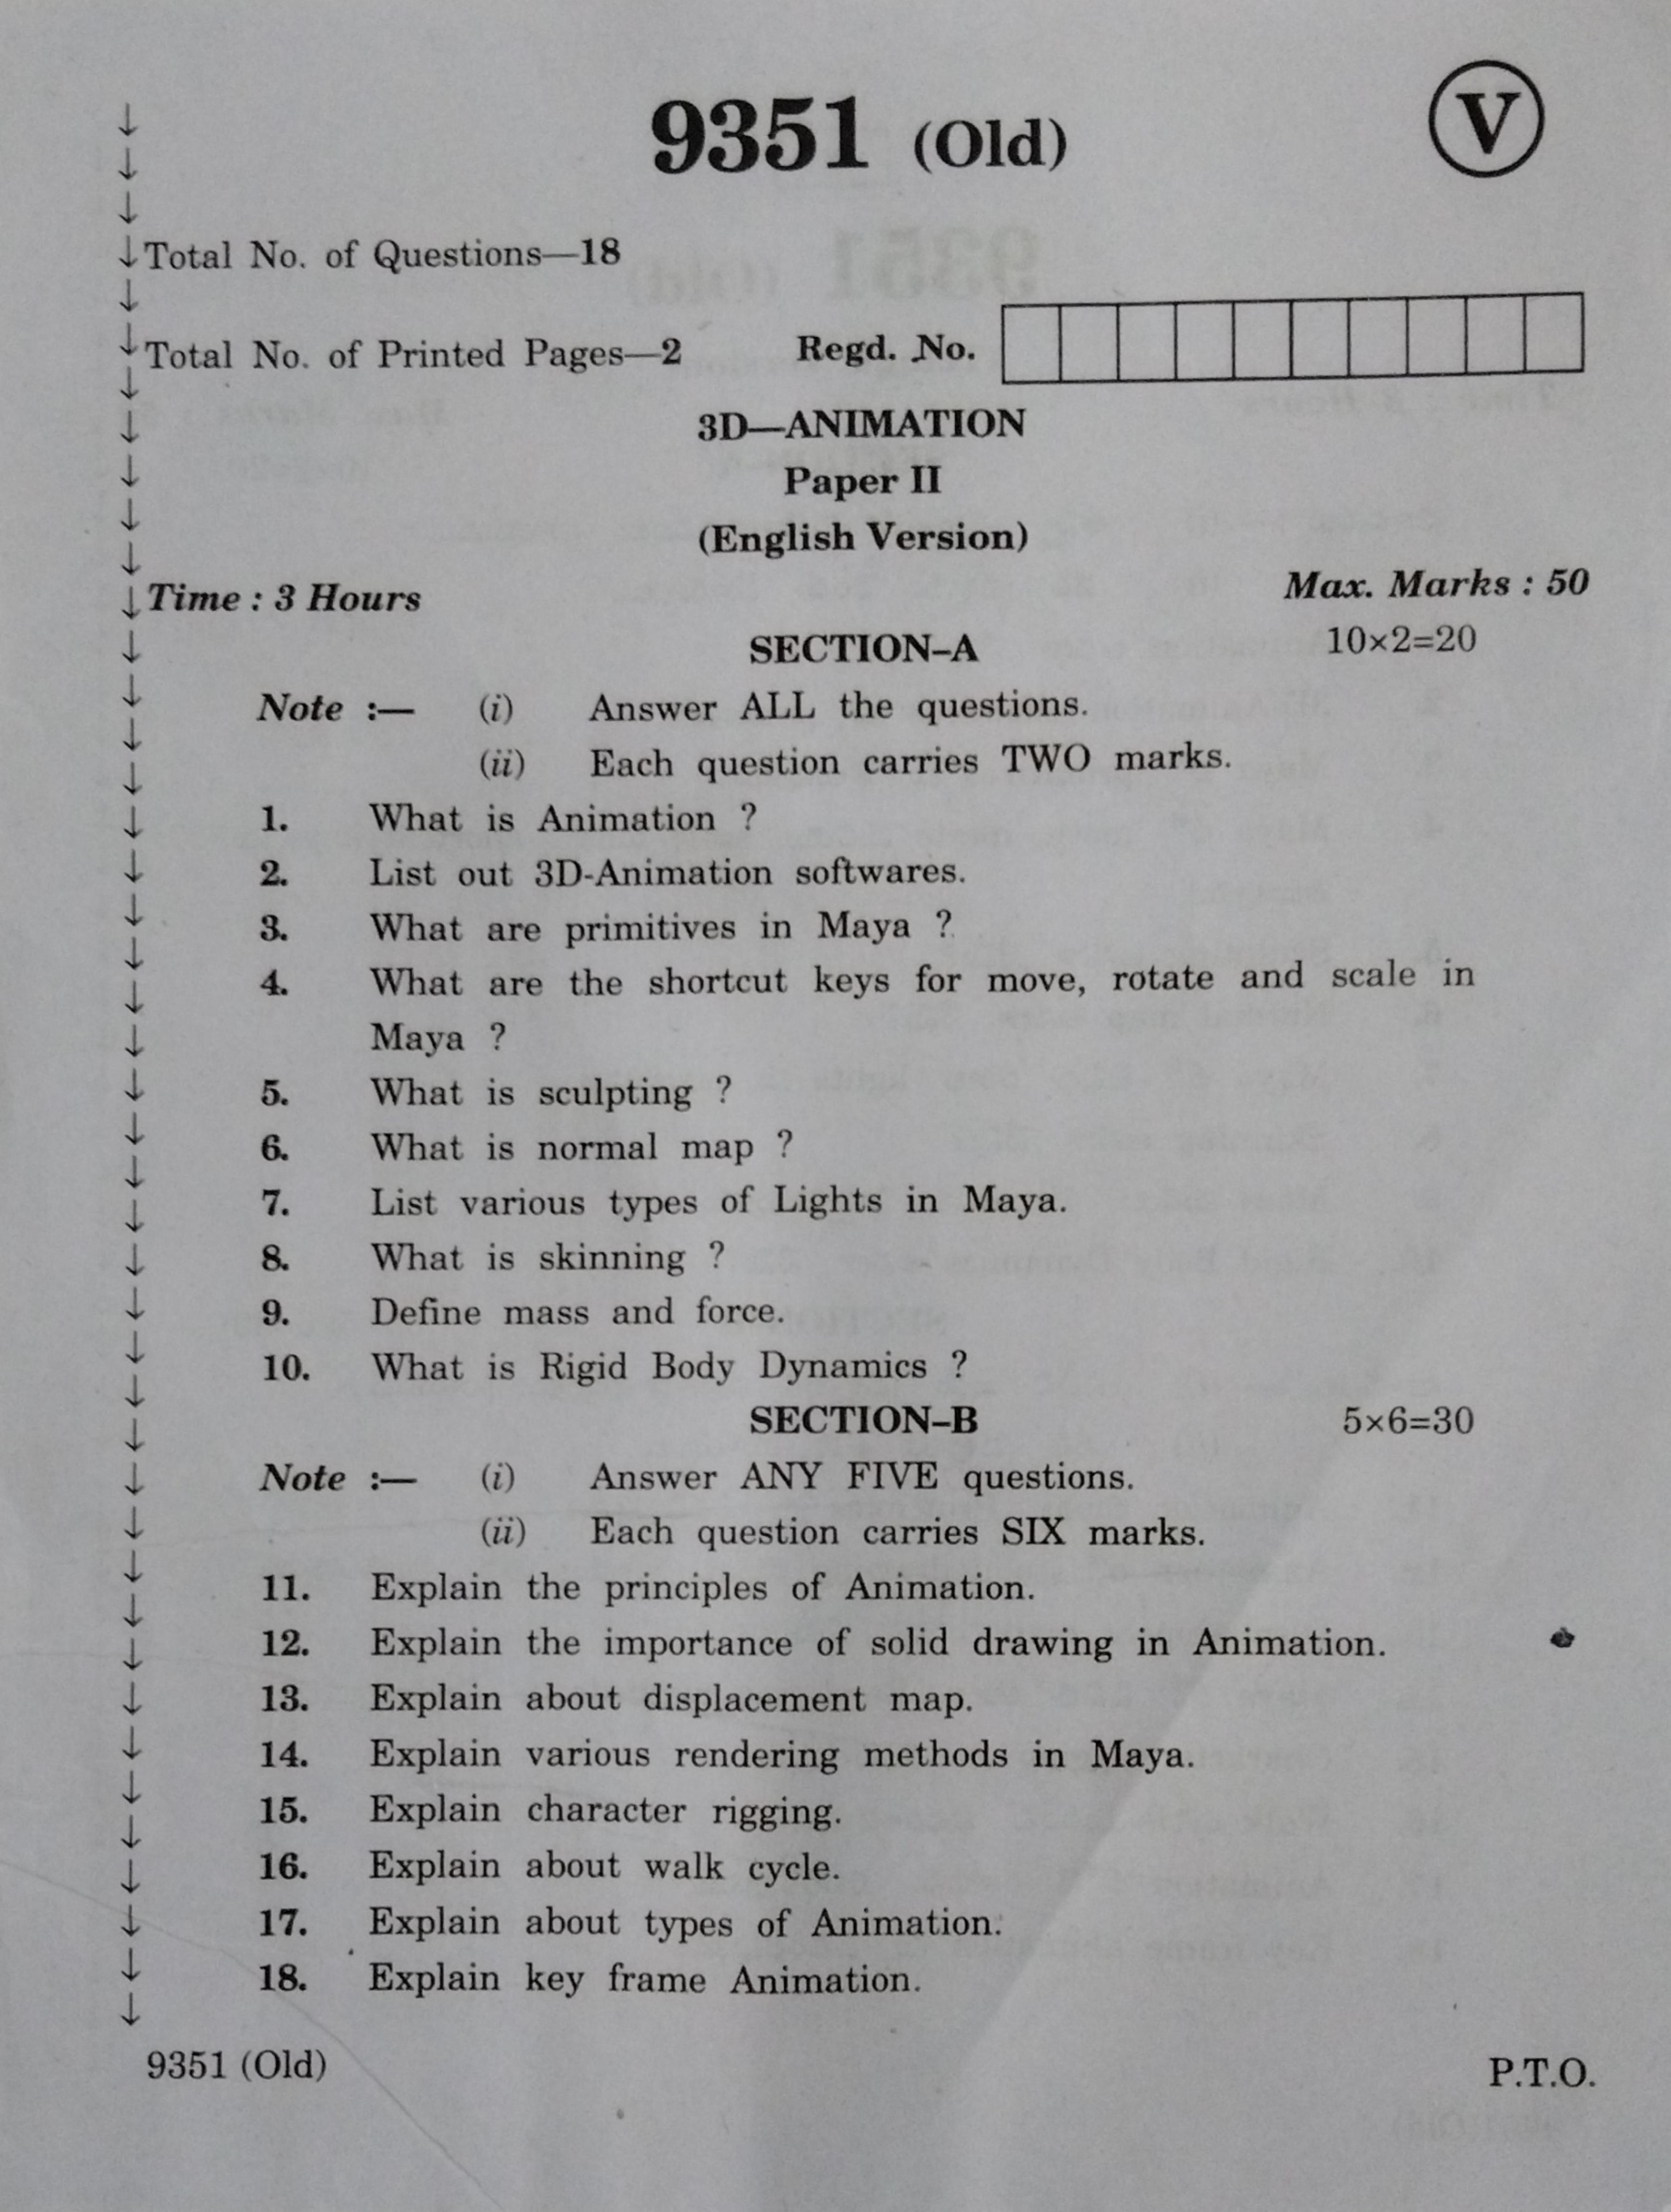 9351 (Old)
V
Total No. of Questions—18
Total No. of Printed Pages—2
Regd. No.
3D—ANIMATION
Paper II
(English Version)
Time : 3 Hours
Max. Marks : 50
SECTION–A
10×2=20
Note :— (i) Answer ALL the questions.
(ii) Each question carries TWO marks.
1. What is Animation ?
2. List out 3D-Animation softwares.
3. What are primitives in Maya ?
4. What are the shortcut keys for move, rotate and scale in
Maya ?
5. What is sculpting ?
6. What is normal map ?
7. List various types of Lights in Maya.
8. What is skinning ?
9. Define mass and force.
10. What is Rigid Body Dynamics ?
SECTION–B
5×6=30
Note :— (i) Answer ANY FIVE questions.
(ii) Each question carries SIX marks.
11. Explain the principles of Animation.
12. Explain the importance of solid drawing in Animation.
13. Explain about displacement map.
14. Explain various rendering methods in Maya.
15. Explain character rigging.
16. Explain about walk cycle.
17. Explain about types of Animation.
18. Explain key frame Animation.
9351 (Old)
P.T.O.